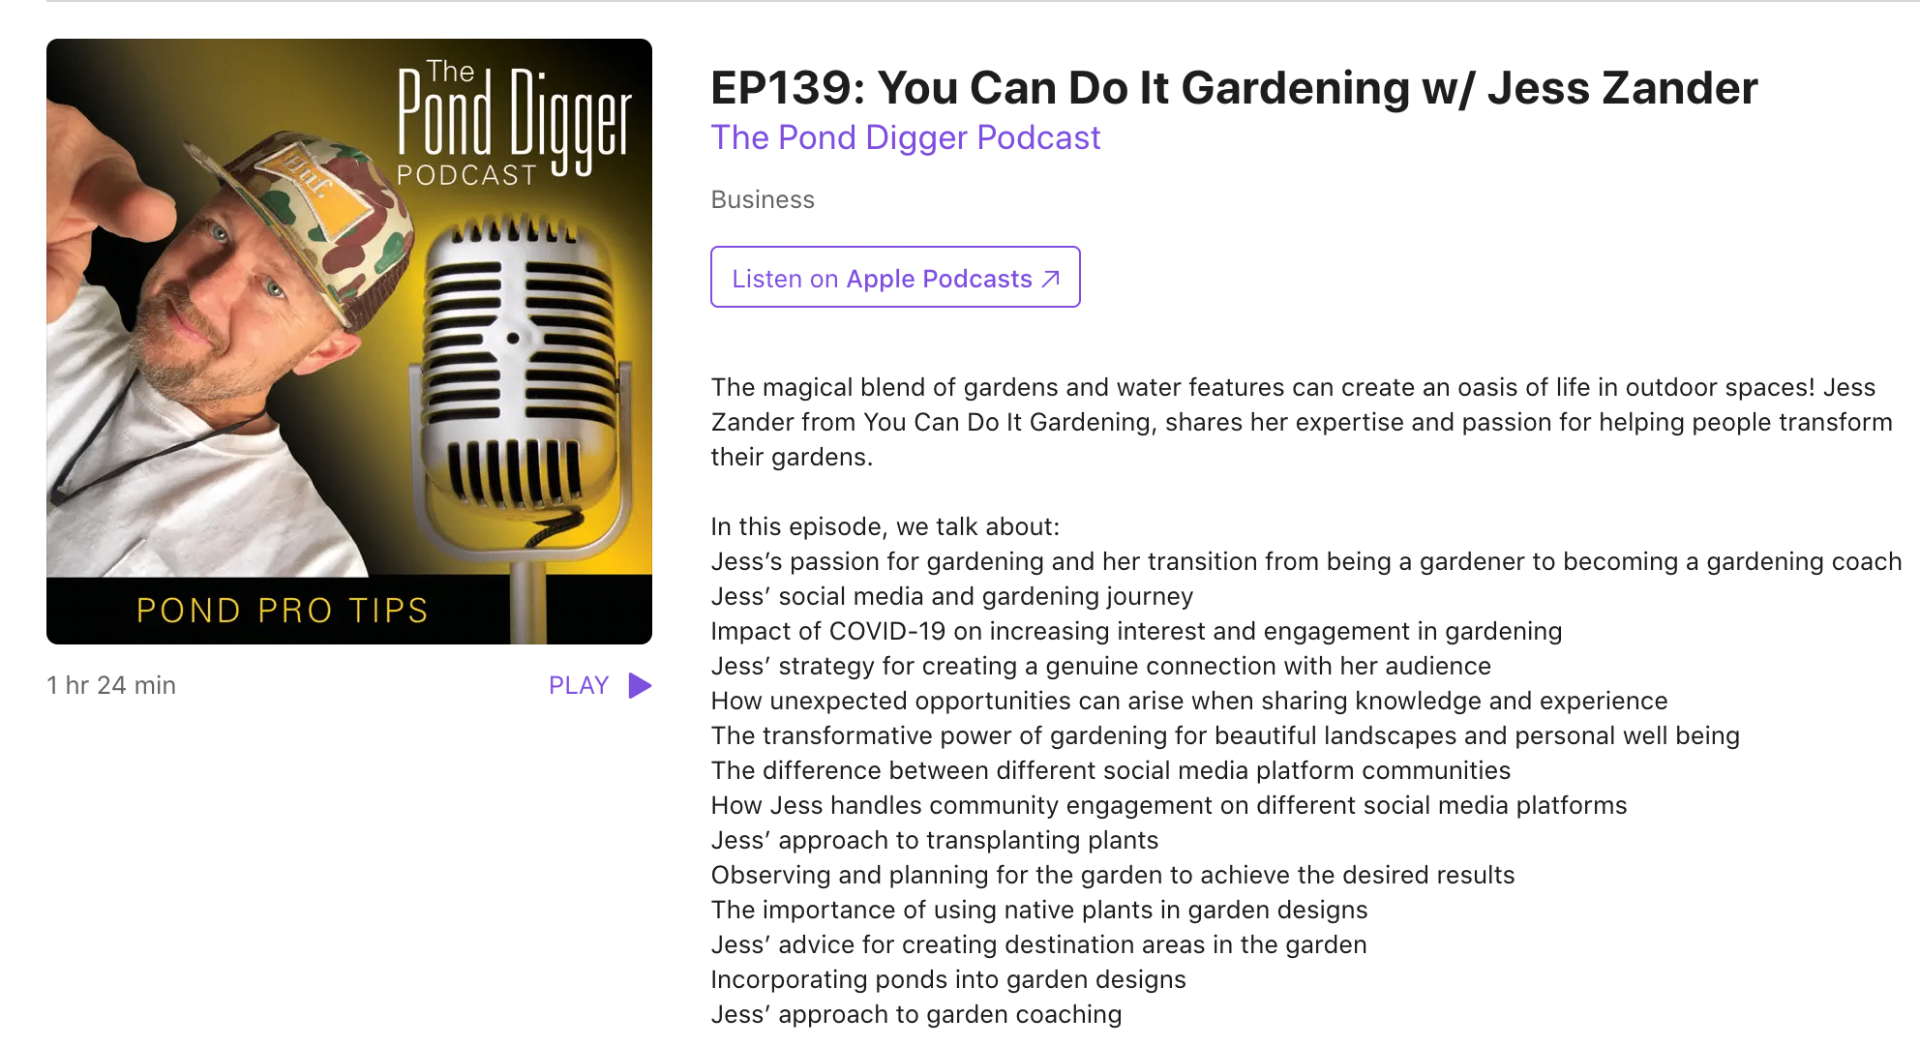 The
Pond Digger
PODCAST
Huf.
POND PRO TIPS
1 hr 24 min
PLAY
EP139: You Can Do It Gardening w/ Jess Zander
The Pond Digger Podcast
Business
Listen on Apple Podcasts ↗
The magical blend of gardens and water features can create an oasis of life in outdoor spaces! Jess
Zander from You Can Do It Gardening, shares her expertise and passion for helping people transform
their gardens.
In this episode, we talk about:
Jess’s passion for gardening and her transition from being a gardener to becoming a gardening coach
Jess’ social media and gardening journey
Impact of COVID-19 on increasing interest and engagement in gardening
Jess’ strategy for creating a genuine connection with her audience
How unexpected opportunities can arise when sharing knowledge and experience
The transformative power of gardening for beautiful landscapes and personal well being
The difference between different social media platform communities
How Jess handles community engagement on different social media platforms
Jess’ approach to transplanting plants
Observing and planning for the garden to achieve the desired results
The importance of using native plants in garden designs
Jess’ advice for creating destination areas in the garden
Incorporating ponds into garden designs
Jess’ approach to garden coaching